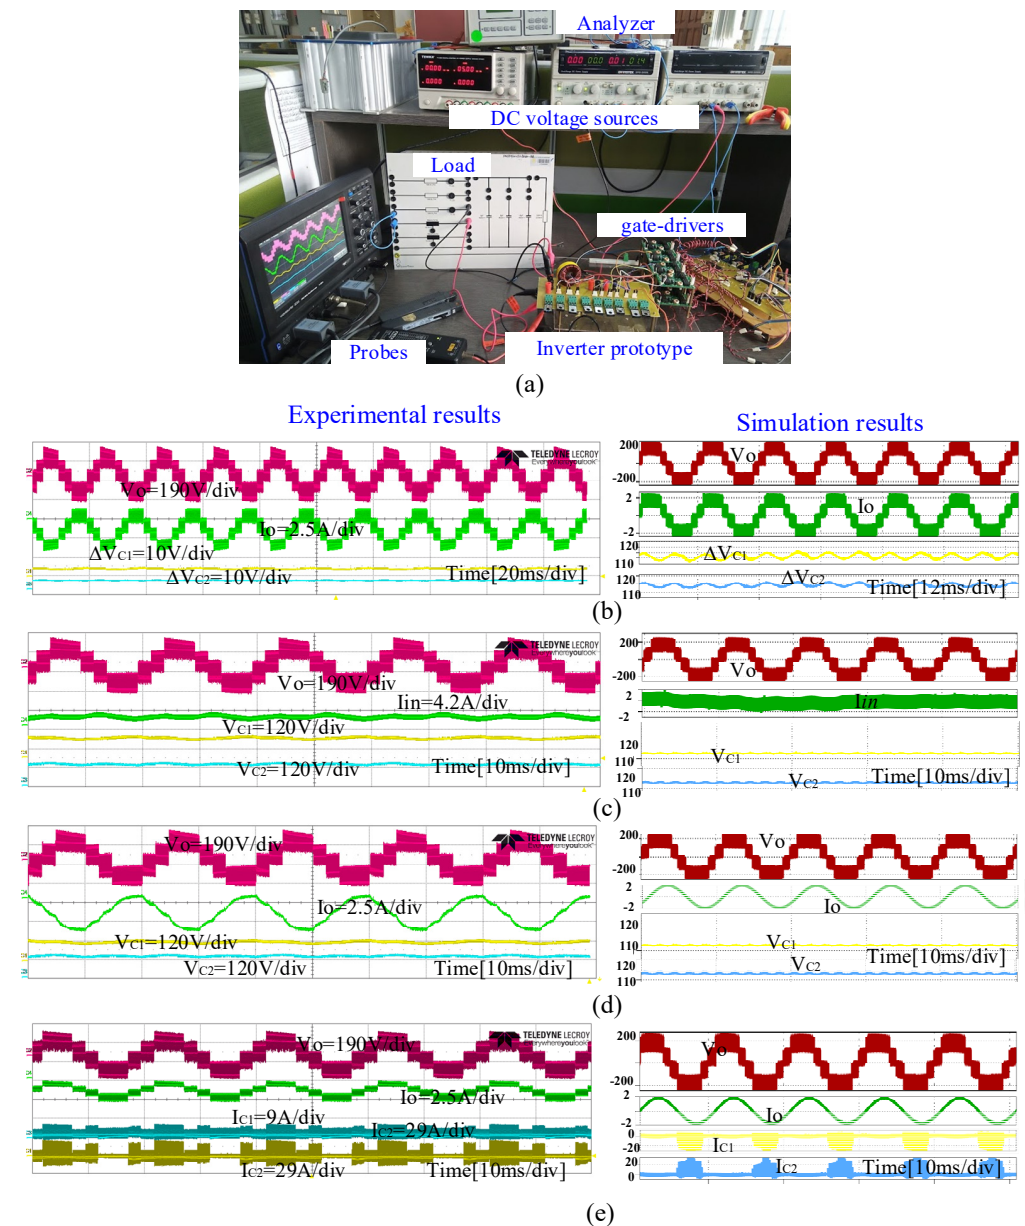 Analyzer
DC voltage sources
Load
gate-drivers
Probes
Inverter prototype
(a)
Experimental results
Simulation results
TELEDYNE LECROY
Everywhereyoulook
Vo=190V/div
Io=2.5A/div
ΔVC1=10V/div
ΔVC2=10V/div
Time[20ms/div]
200
Vo
-200
2
Io
-2
120
ΔVC1
110
120
ΔVC2
110
Time[12ms/div]
(b)
TELEDYNE LECROY
Everywhereyoulook
Vo=190V/div
Iin=4.2A/div
VC1=120V/div
VC2=120V/div
Time[10ms/div]
200
Vo
-200
2
Iin
-2
120
VC1
110
120
VC2
110
Time[10ms/div]
(c)
TELEDYNE LECROY
Everywhereyoulook
Vo=190V/div
Io=2.5A/div
VC1=120V/div
VC2=120V/div
Time[10ms/div]
200
Vo
-200
2
Io
-2
120
VC1
110
120
VC2
110
Time[10ms/div]
(d)
TELEDYNE LECROY
Everywhereyoulook
Vo=190V/div
Io=2.5A/div
IC1=9A/div
IC2=29A/div
IC2=29A/div
Time[10ms/div]
200
Vo
-200
2
Io
-2
0
IC1
-20
20
IC2
0
Time[10ms/div]
(e)